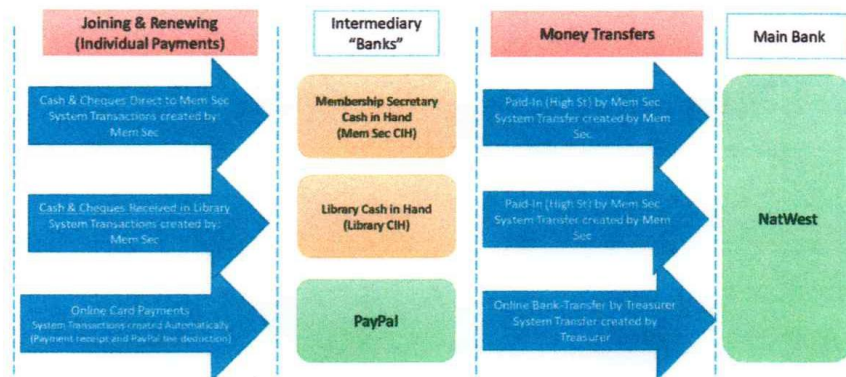 Joining & Renewing
(Individual Payments)
Intermediary
"Banks"
Money Transfers
Main Bank
Cash & Cheques Direct to Mem Sec
System Transactions created by:
Mem Sec
Membership Secretary
Cash in Hand
(Mem Sec CIH)
Paid-In (High St) by Mem Sec
System Transfer created by Mem
Sec
Cash & Cheques Received in Library
System Transactions created by:
Mem Sec
Library Cash in Hand
(Library CIH)
Paid-In (High St) by Mem Sec
System Transfer created by Mem
Sec
NatWest
Online Card Payments
System Transactions created Automatically
(Payment receipt and PayPal fee deduction)
PayPal
Online Bank-Transfer by Treasurer
System Transfer created by
Treasurer